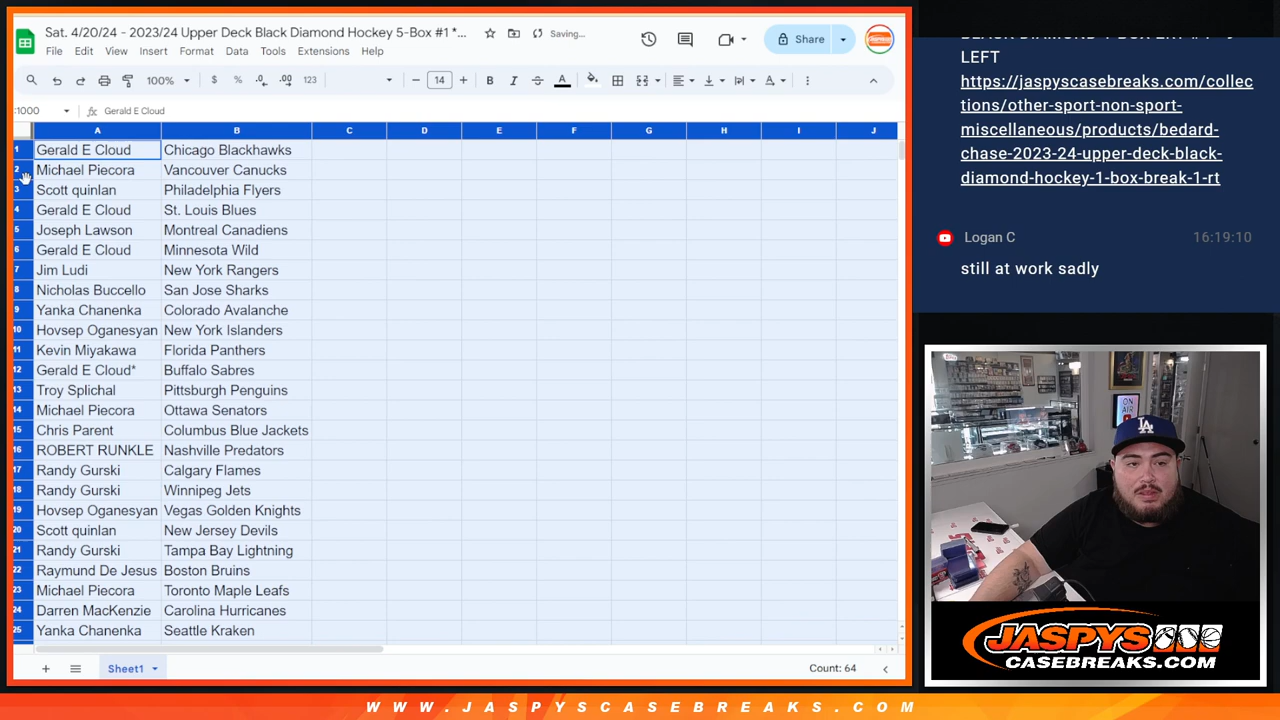 Sat. 4/20/24 - 2023/24 Upper Deck Black Diamond Hockey 5-Box #1 *...
Saving...
Share
File Edit View Insert Format Data Tools Extensions Help
100% $ % .0 .00 123 14 B I A
:1000 fx Gerald E Cloud
A B C D E F G H I J
1 Gerald E Cloud Chicago Blackhawks
2 Michael Piecora Vancouver Canucks
3 Scott quinlan Philadelphia Flyers
4 Gerald E Cloud St. Louis Blues
5 Joseph Lawson Montreal Canadiens
6 Gerald E Cloud Minnesota Wild
7 Jim Ludi New York Rangers
8 Nicholas Buccello San Jose Sharks
9 Yanka Chanenka Colorado Avalanche
10 Hovsep Oganesyan New York Islanders
11 Kevin Miyakawa Florida Panthers
12 Gerald E Cloud* Buffalo Sabres
13 Troy Splichal Pittsburgh Penguins
14 Michael Piecora Ottawa Senators
15 Chris Parent Columbus Blue Jackets
16 ROBERT RUNKLE Nashville Predators
17 Randy Gurski Calgary Flames
18 Randy Gurski Winnipeg Jets
19 Hovsep Oganesyan Vegas Golden Knights
20 Scott quinlan New Jersey Devils
21 Randy Gurski Tampa Bay Lightning
22 Raymund De Jesus Boston Bruins
23 Michael Piecora Toronto Maple Leafs
24 Darren MacKenzie Carolina Hurricanes
25 Yanka Chanenka Seattle Kraken
Sheet1
Count: 64
LEFT
https://jaspyscasebreaks.com/collec
tions/other-sport-non-sport-
miscellaneous/products/bedard-
chase-2023-24-upper-deck-black-
diamond-hockey-1-box-break-1-rt
Logan C 16:19:10
still at work sadly
ON
AIR
LA
JASPYS
CASEBREAKS.COM
WWW.JASPYSCASEBREAKS.COM